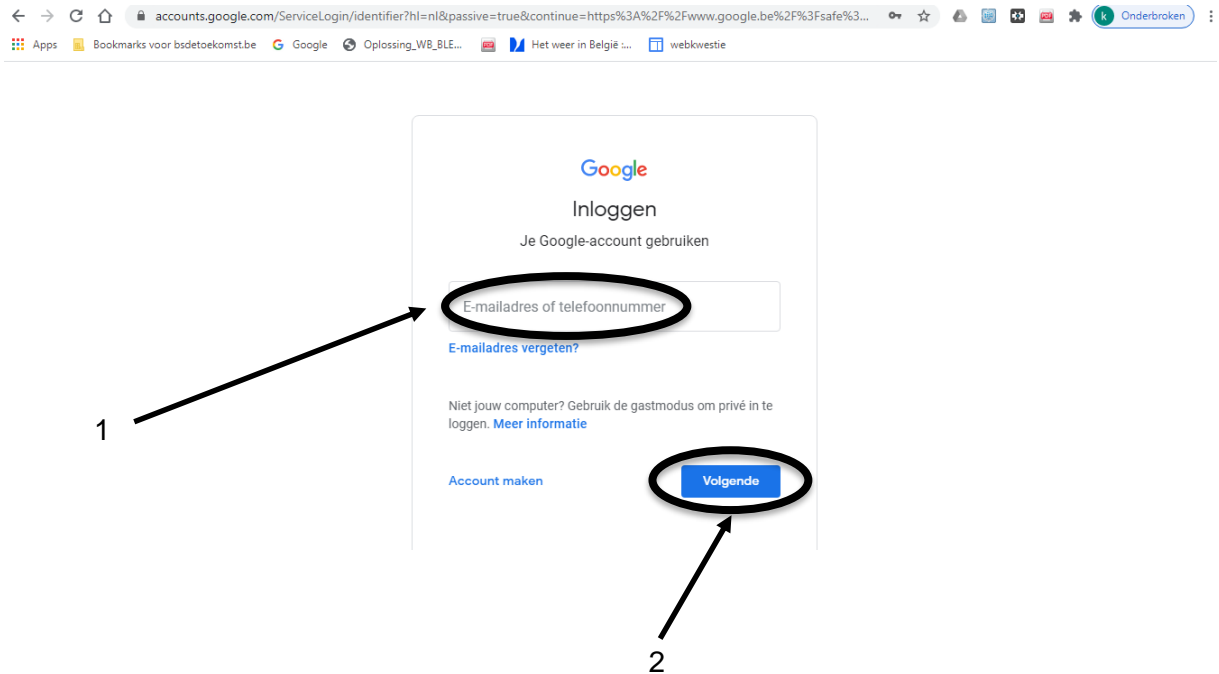 accounts.google.com/ServiceLogin/identifier?hl=nl&passive=true&continue=https%3A%2F%2Fwww.google.be%2F%3Fsafe%3... k Onderbroken
Apps Bookmarks voor bsdetoekomst.be G Google Oplossing_WB_BLE... PDF Het weer in België :... webkwestie
Google
Inloggen
Je Google-account gebruiken
E-mailadres of telefoonnummer
E-mailadres vergeten?
Niet jouw computer? Gebruik de gastmodus om privé in te
loggen. Meer informatie
1
Account maken Volgende
2